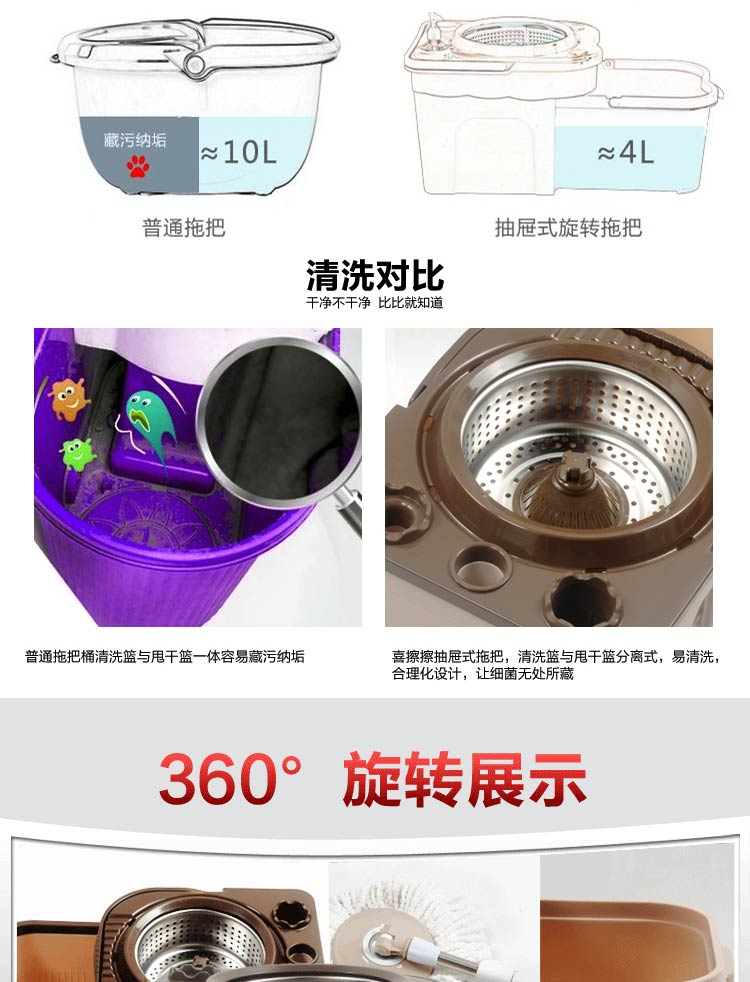 藏污纳垢
≈10L
≈4L
普通拖把
抽屉式旋转拖把
清洗对比
干净不干净 比比就知道
普通拖把桶清洗篮与甩干篮一体容易藏污纳垢
喜擦擦抽屉式拖把，清洗篮与甩干篮分离式，易清洗，
合理化设计，让细菌无处所藏
360° 旋转展示